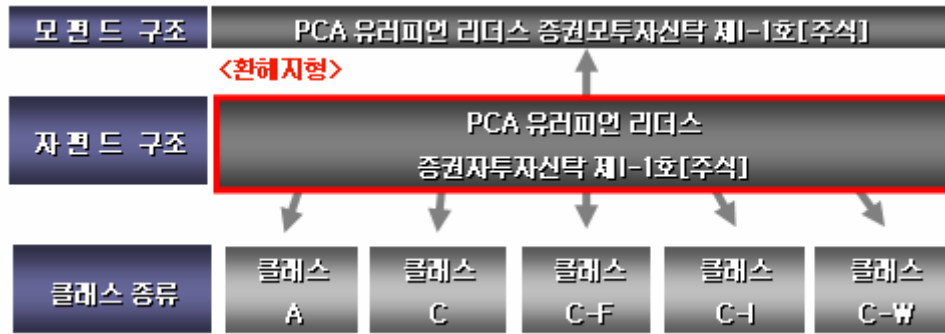 모 펀 드 구조
PCA 유러피언 리더스 증권모투자신탁 제I-1호[주식]
<환헤지형>
자 펀 드 구조
PCA 유러피언 리더스
증권자투자신탁 제I-1호[주식]
클래스 종류
클래스
A
클래스
C
클래스
C-F
클래스
C-I
클래스
C-W